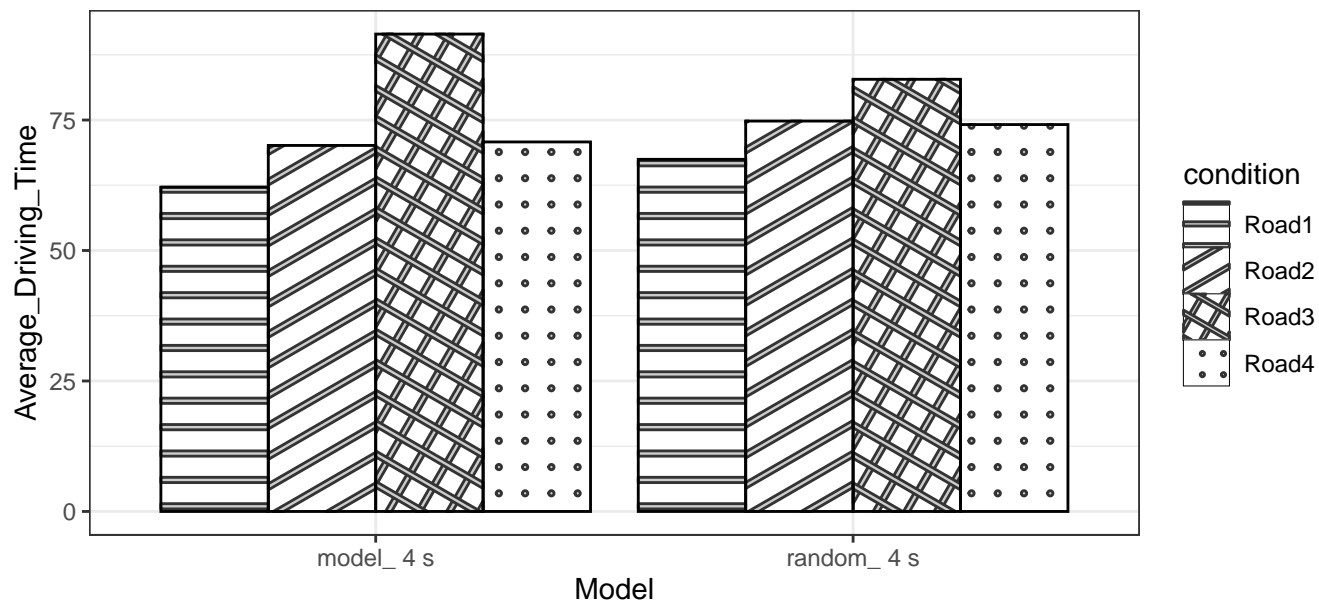 Average_Driving_Time
75
50
25
0
model_ 4 s
random_ 4 s
Model
condition
Road1
Road2
Road3
Road4